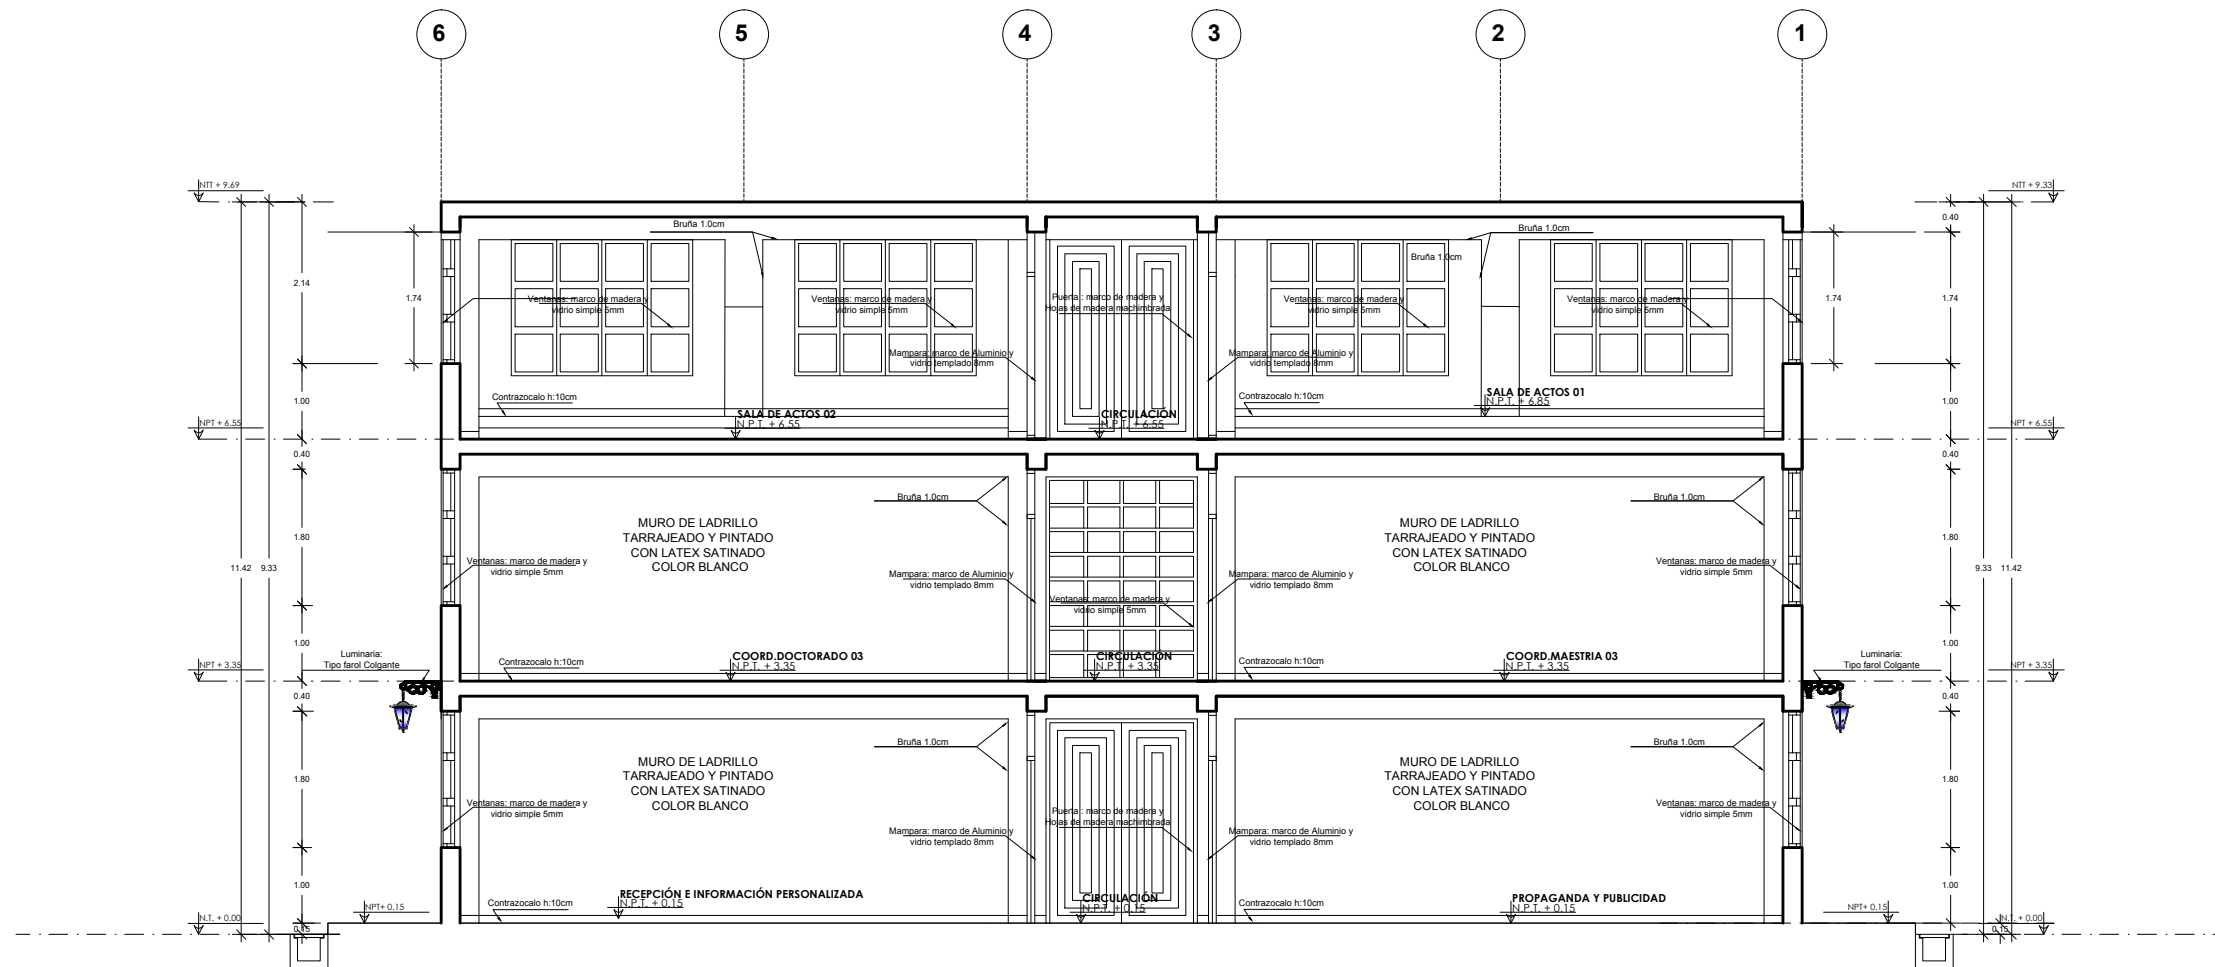 6
5
4
3
2
1
NTT + 9.69
NTT + 9.33
0.40
Bruña 1.0cm
Bruña 1.0cm
Bruña 1.0cm
2.14
1.74
Ventanas: marco de madera y
vidrio simple 5mm
Ventanas: marco de madera y
vidrio simple 5mm
Puerta : marco de madera y
Hojas de madera machimbrada
Ventanas: marco de madera y
vidrio simple 5mm
Ventanas: marco de madera y
vidrio simple 5mm
1.74
1.74
Mampara: marco de Aluminio y
vidrio templado 8mm
Mampara: marco de Aluminio y
vidrio templado 8mm
1.00
Contrazocalo h:10cm
SALA DE ACTOS 02
N.P.T. + 6.55
CIRCULACIÓN
N.P.T. + 6.55
Contrazocalo h:10cm
SALA DE ACTOS 01
N.P.T. + 6.85
1.00
NPT + 6.55
NPT + 6.55
0.40
0.40
Bruña 1.0cm
Bruña 1.0cm
MURO DE LADRILLO
TARRAJEADO Y PINTADO
CON LATEX SATINADO
COLOR BLANCO
MURO DE LADRILLO
TARRAJEADO Y PINTADO
CON LATEX SATINADO
COLOR BLANCO
1.80
1.80
11.42
9.33
9.33
11.42
Ventanas: marco de madera y
vidrio simple 5mm
Mampara: marco de Aluminio y
vidrio templado 8mm
Ventanas: marco de madera y
vidrio simple 5mm
Mampara: marco de Aluminio y
vidrio templado 8mm
Ventanas: marco de madera y
vidrio simple 5mm
1.00
1.00
Luminaria:
Tipo farol Colgante
Contrazocalo h:10cm
COORD.DOCTORADO 03
N.P.T. + 3.35
CIRCULACIÓN
N.P.T. + 3.35
Contrazocalo h:10cm
COORD.MAESTRIA 03
N.P.T. + 3.35
Luminaria:
Tipo farol Colgante
NPT + 3.35
NPT + 3.35
0.40
0.40
Bruña 1.0cm
Bruña 1.0cm
MURO DE LADRILLO
TARRAJEADO Y PINTADO
CON LATEX SATINADO
COLOR BLANCO
MURO DE LADRILLO
TARRAJEADO Y PINTADO
CON LATEX SATINADO
COLOR BLANCO
1.80
1.80
Ventanas: marco de madera y
vidrio simple 5mm
Mampara: marco de Aluminio y
vidrio templado 8mm
Puerta : marco de madera y
Hojas de madera machimbrada
Mampara: marco de Aluminio y
vidrio templado 8mm
Ventanas: marco de madera y
vidrio simple 5mm
1.00
1.00
Contrazocalo h:10cm
RECEPCIÓN E INFORMACIÓN PERSONALIZADA
N.P.T. + 0.15
CIRCULACIÓN
N.P.T. + 0.15
Contrazocalo h:10cm
PROPAGANDA Y PUBLICIDAD
N.P.T. + 0.15
NPT+ 0.15
NPT+ 0.15
N.T. + 0.00
N.T. + 0.00
0.15
0.15